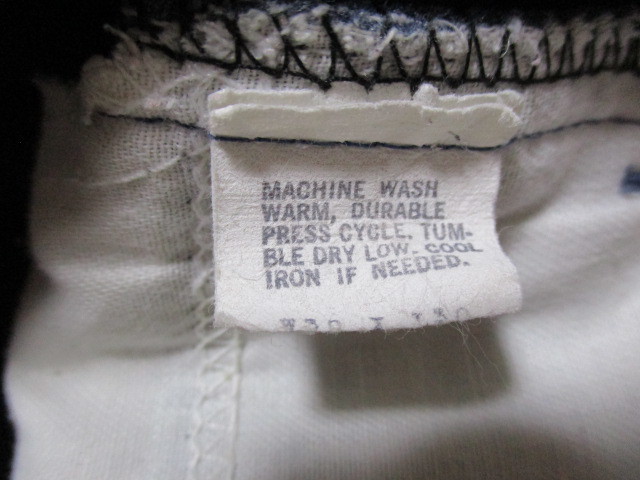 MACHINE WASH
WARM, DURABLE
PRESS CYCLE. TUM-
BLE DRY LOW. COOL
IRON IF NEEDED.